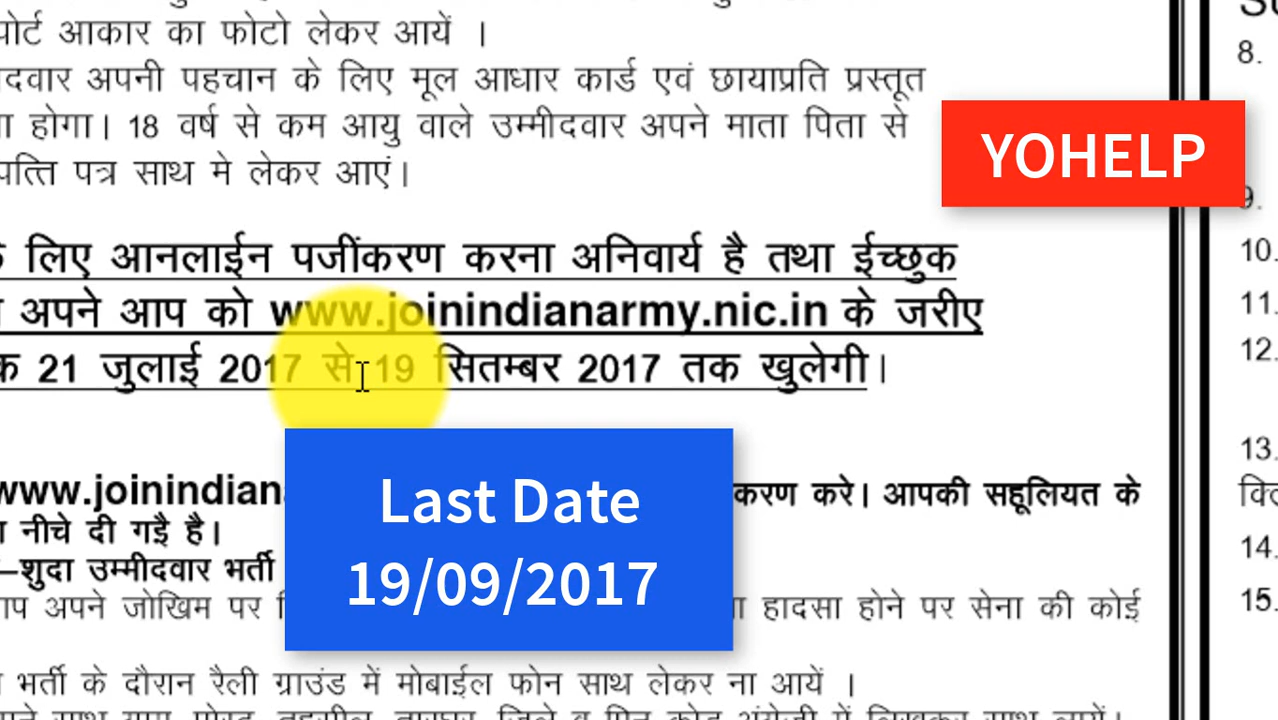 पोर्ट आकार का फोटो लेकर आयें ।
दवार अपनी पहचान के लिए मूल आधार कार्ड एवं छायाप्रति प्रस्तूत
होगा। 18 वर्ष से कम आयु वाले उम्मीदवार अपने माता पिता से
पत्र साथ मे लेकर आएं।
लिए आनलाईन पजींकरण करना अनिवार्य है तथा ईच्छुक
अपने आप को www.joinindianarmy.nic.in के जरीए
21 जुलाई 2017 से 19 सितम्बर 2017 तक खुलेगी।
www.joinindian
करण करे। आपकी सहूलियत के
नीचे दी गइै है।
–शुदा उम्मीदवार भर्ती
अपने जोखिम पर
हादसा होने पर सेना की कोई
भर्ती के दौरान रैली ग्राउंड में मोबाईल फोन साथ लेकर ना आयें ।
YOHELP
Last Date
19/09/2017
8.
9.
10.
11.
12.
13.
14.
15.